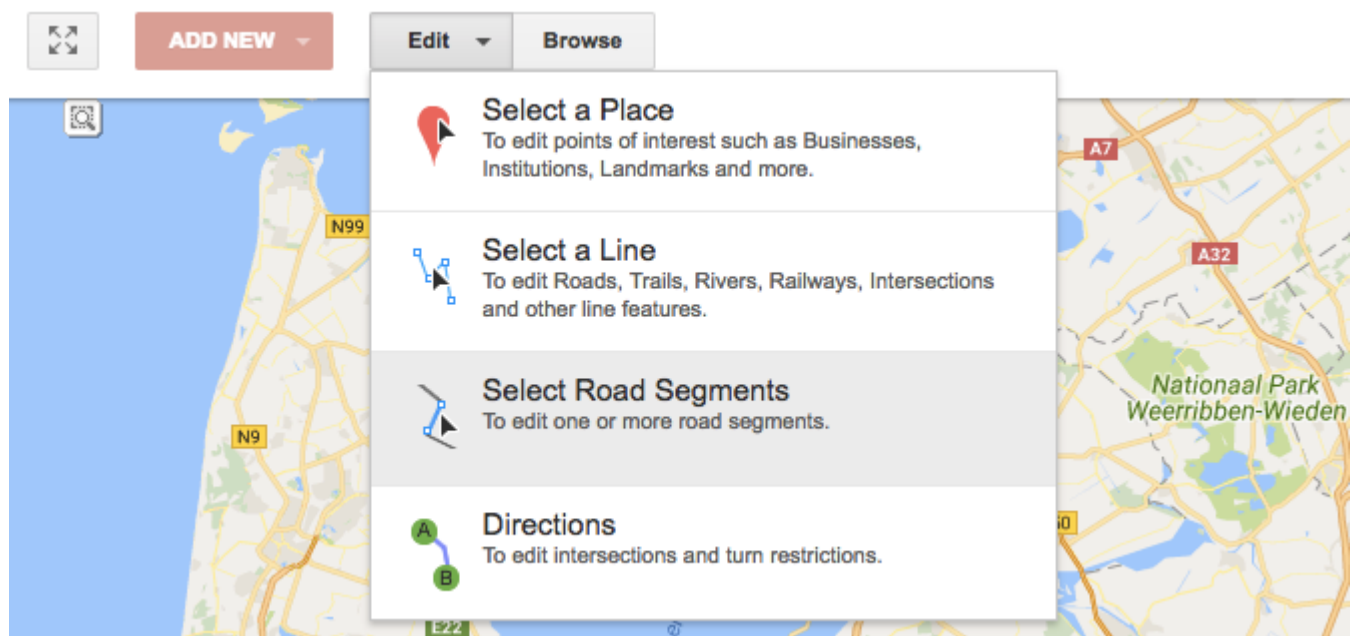 ADD NEW
Edit
Browse
Select a Place
To edit points of interest such as Businesses,
Institutions, Landmarks and more.
A7
N99
Select a Line
To edit Roads, Trails, Rivers, Railways, Intersections
and other line features.
A32
Select Road Segments
To edit one or more road segments.
Nationaal Park
Weerribben-Wieden
N9
Directions
To edit intersections and turn restrictions.
A
B
E22